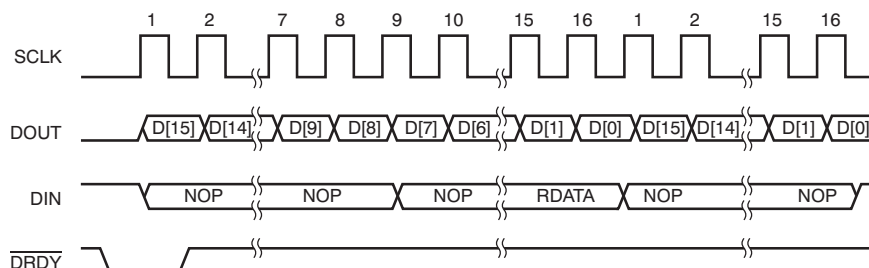 1 2 7 8 9 10 15 16 1 2 15 16
SCLK
DOUT D[15] D[14] D[9] D[8] D[7] D[6] D[1] D[0] D[15] D[14] D[1] D[0]
DIN NOP NOP NOP RDATA NOP NOP
DRDY